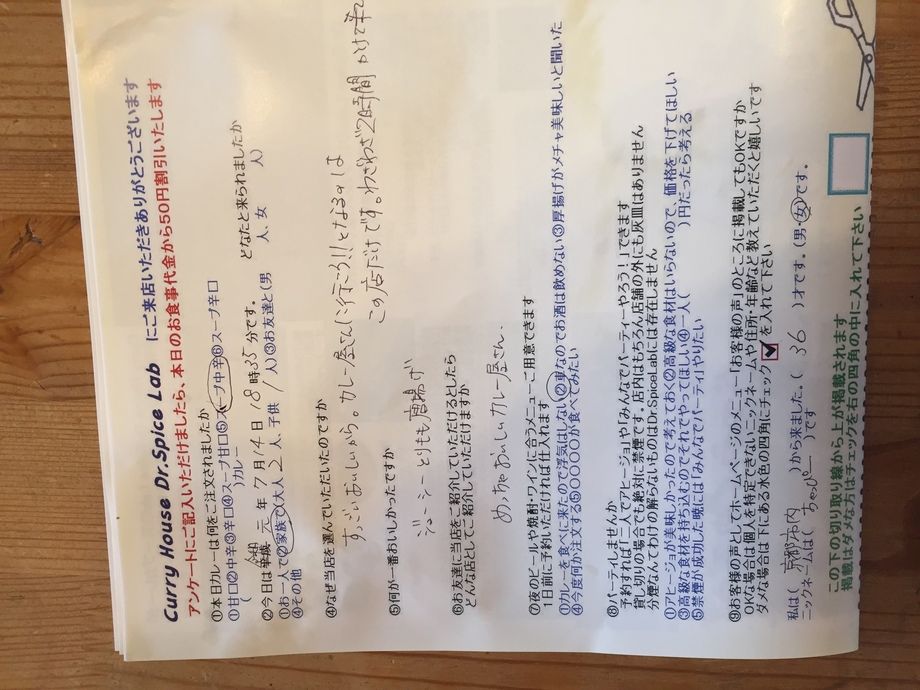 Curry House Dr.Spice Lab にご来店いただきありがとうございます
アンケートにご記入いただけましたら、本日のお食事代金から50円割引いたします
①本日カレーは何をご注文されましたか
①甘口②中辛③辛口④スープ甘口⑤スープ中辛⑥スープ辛口
( )カレー
②今日は平成 令和 元年7月14日18時35分です。 どなたと来られましたか
①お一人で②家族で(大人2人、子供1人)③お友達と(男 人、女 人)
④その他
④なぜ当店を選んでいただいたのですか
すっごいおいしいから。カレー屋さんに行こう!!となるのは
この店だけです。わざわざ2時間かけて来
⑤何が一番おいしかったですか
ジューシーとりもも唐揚げ
⑥お友達に当店をご紹介していただけるとしたら
どんな店としてご紹介していただけますか
めっちゃおいしいカレー屋さん。
⑦夜のビールや焼酎・ワインに合うメニューご用意できます
1日前に予約いただければ仕入れます
①カレーを食べに来たので浮気はしない②車なのでお酒は飲めない③厚揚げがメチャ美味しいと聞いた
④今度何か注文する⑤〇〇〇〇が食べてみたい
⑧パーティしませんか
予約すれば「二人でアヒージョ」や「みんなでパーティーやろう!」できます
貸し切りの場合でも絶対に禁煙です。店内はもちろん店舗の外にも灰皿はありません
分煙なんてわけの解らないものはDr.SpiceLabには存在しません
①アヒージョが美味しかったので考えておく②高級な食材はいらないので、価格を下げてほしい
③高級な食材を持ち込むのでそれでやってほしい④一人( )円だったら考える
⑤禁煙が成功した暁には「みんなでパーティ」やりたい
⑨お客様の声としてホームページのメニュー「お客様の声」のところに掲載してもOKですか
OKな場合は個人を特定できないニックネームや住所・年齢など教えていただくと嬉しいです
ダメな場合は下にある水色の四角にチェック☑を入れて下さい
私は(京都市内)から来ました。(36)才です。(男・女)です。
ニックネームは(ちゃぴー)です
この下の切り取り線から上が掲載されます
掲載はダメな方はチェックを右の四角の中に入れて下さい